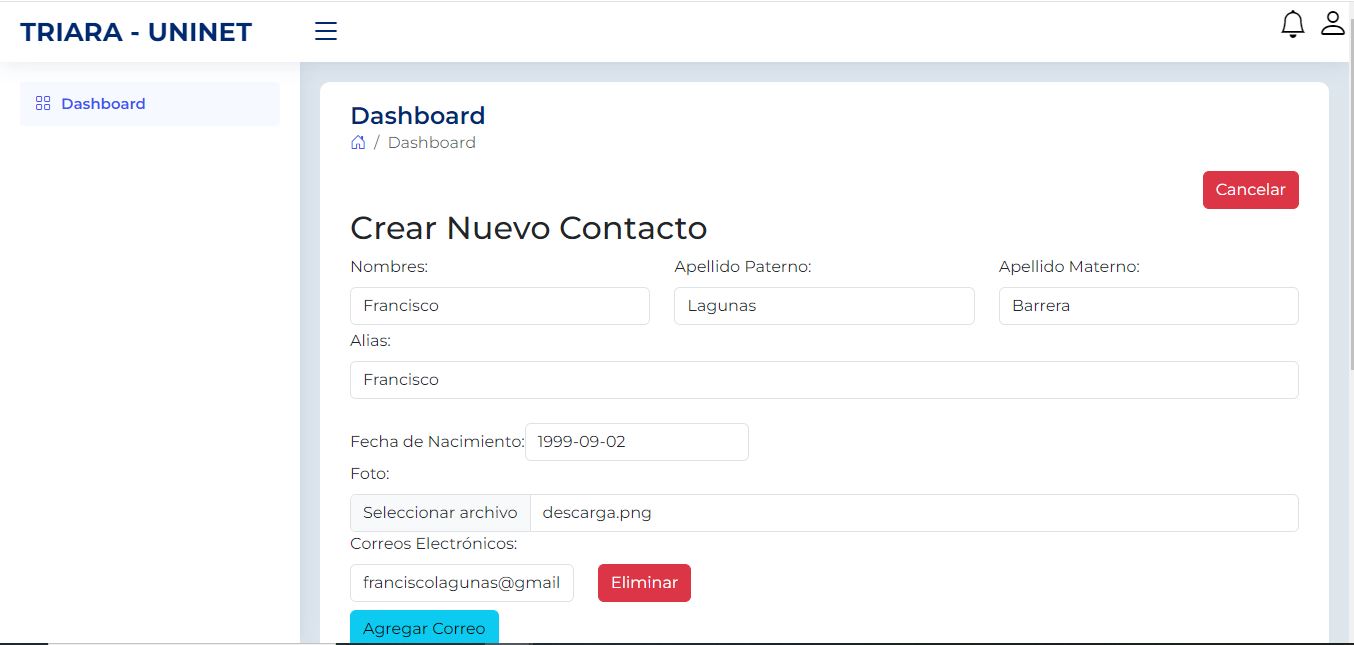 TRIARA - UNINET
Dashboard
Dashboard
/ Dashboard
Cancelar
Crear Nuevo Contacto
Nombres: Apellido Paterno: Apellido Materno:
Francisco Lagunas Barrera
Alias:
Francisco
Fecha de Nacimiento: 1999-09-02
Foto:
Seleccionar archivo descarga.png
Correos Electrónicos:
franciscolagunas@gmail Eliminar
Agregar Correo